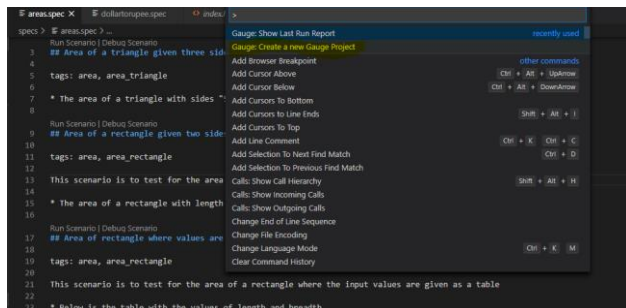 areas.spec X dollartorupee.spec index.
>
specs > areas.spec > ...
Gauge: Show Last Run Report recently used
Gauge: Create a new Gauge Project
Add Browser Breakpoint other commands
Add Cursor Above Ctrl + Alt + UpArrow
Add Cursor Below Ctrl + Alt + DownArrow
Add Cursors To Bottom
Add Cursors to Line Ends Shift + Alt + I
Add Cursors To Top
Add Line Comment Ctrl + K Ctrl + C
Add Selection To Next Find Match Ctrl + D
Add Selection To Previous Find Match
Calls: Show Call Hierarchy Shift + Alt + H
Calls: Show Incoming Calls
Calls: Show Outgoing Calls
Change End of Line Sequence
Change File Encoding
Change Language Mode Ctrl + K M
Clear Command History
Run Scenario | Debug Scenario
3 ## Area of a triangle given three sid
4
5 tags: area, area_triangle
6
7 * The area of a triangle with sides "
8
Run Scenario | Debug Scenario
9 ## Area of a rectangle given two side
10
11 tags: area, area_rectangle
12
13 This scenario is to test for the area
14
15 * The area of a rectangle with length
16
Run Scenario | Debug Scenario
17 ## Area of rectangle where values are
18
19 tags: area, area_rectangle
20
21 This scenario is to test for the area of a rectangle where the input values are given as a table
22
23 * Below is the table with the values of length and breadth